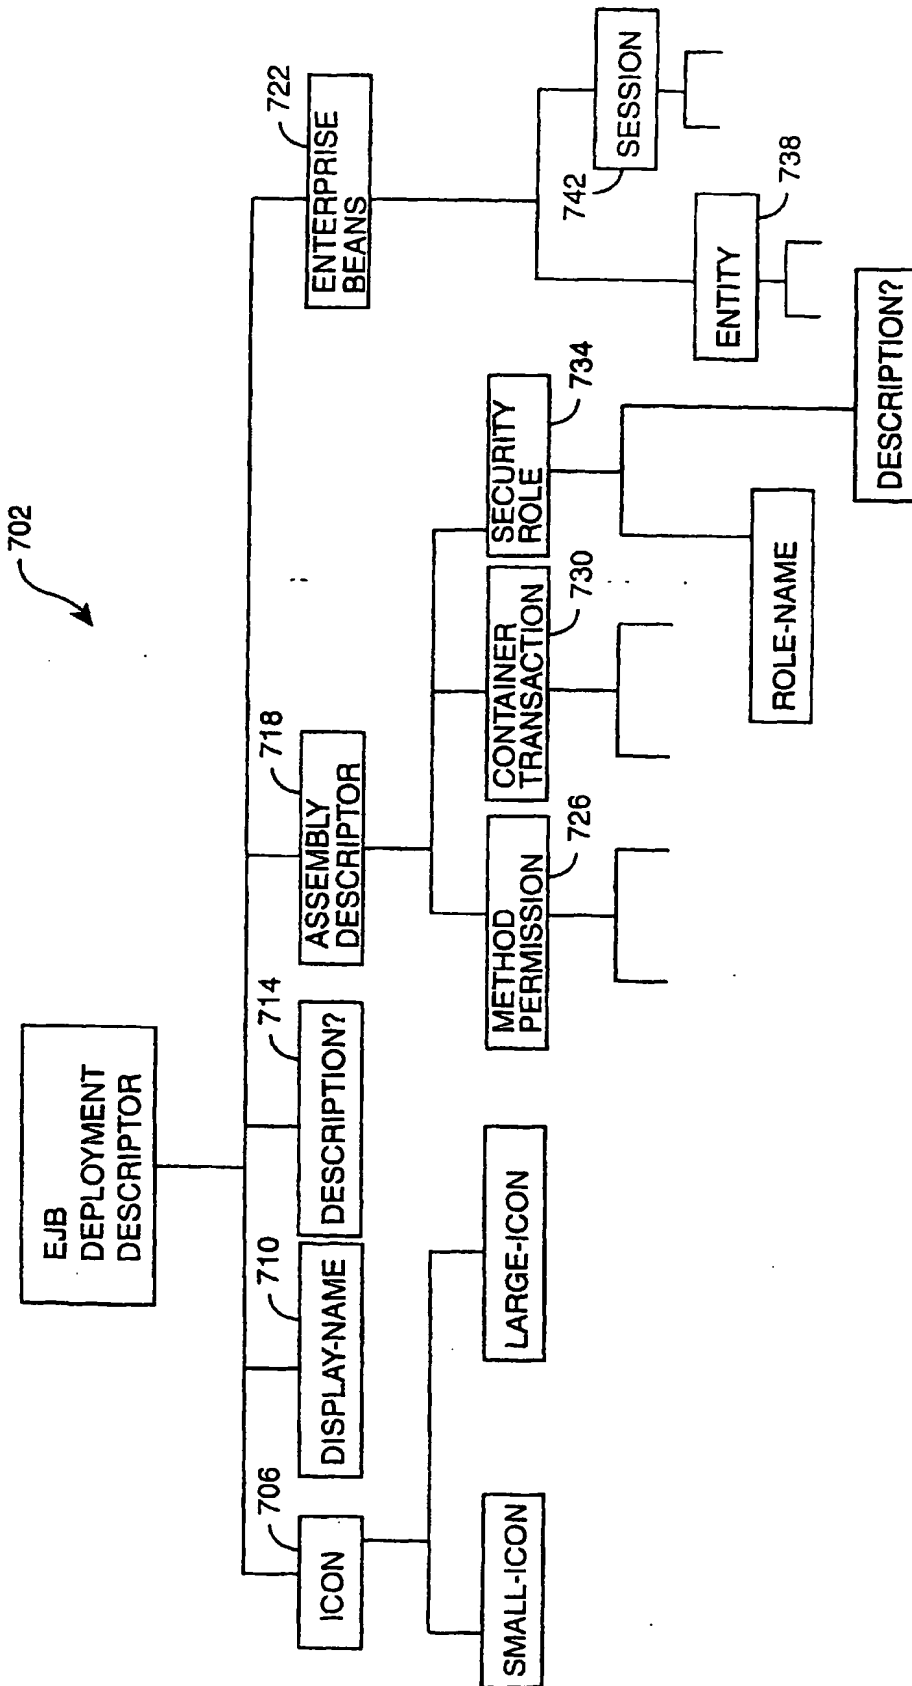 702
EJB
DEPLOYMENT
DESCRIPTOR
706
710
714
718
722
ICON
DISPLAY-NAME
DESCRIPTION?
ASSEMBLY
DESCRIPTOR
ENTERPRISE
BEANS
SMALL-ICON
LARGE-ICON
METHOD
PERMISSION
726
CONTAINER
TRANSACTION
730
SECURITY
ROLE
734
742
SESSION
ENTITY
738
ROLE-NAME
DESCRIPTION?